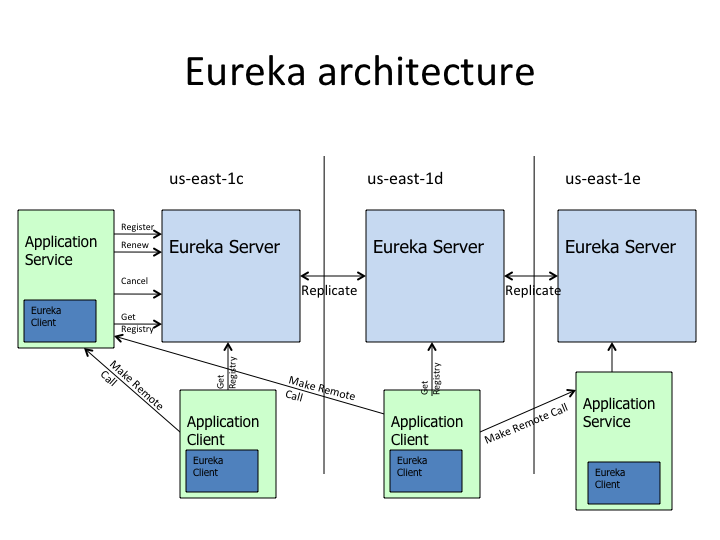 Eureka architecture
us-east-1c
us-east-1d
us-east-1e
Application
Service
Eureka
Client
Register
Renew
Cancel
Get
Registry
Eureka Server
Replicate
Eureka Server
Replicate
Eureka Server
Make Remote
Call
Get
Registry
Make Remote
Call
Get
Registry
Make Remote Call
Application
Client
Eureka
Client
Application
Client
Eureka
Client
Application
Service
Eureka
Client